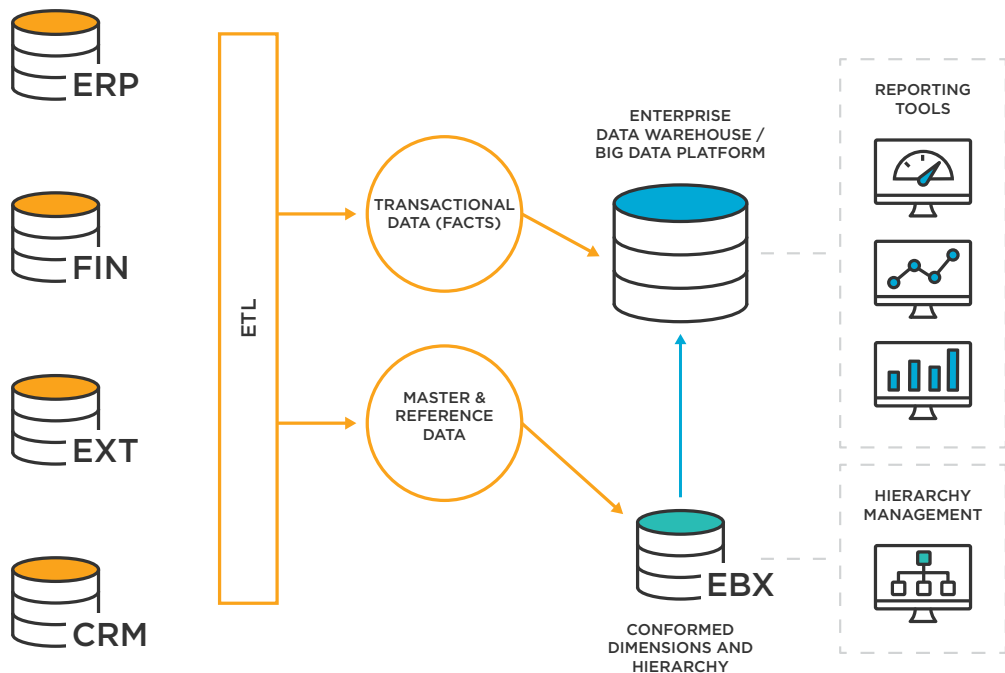 ERP
FIN
EXT
CRM
ETL
TRANSACTIONAL
DATA (FACTS)
MASTER &
REFERENCE
DATA
ENTERPRISE
DATA WAREHOUSE /
BIG DATA PLATFORM
EBX
CONFORMED
DIMENSIONS AND
HIERARCHY
REPORTING
TOOLS
HIERARCHY
MANAGEMENT